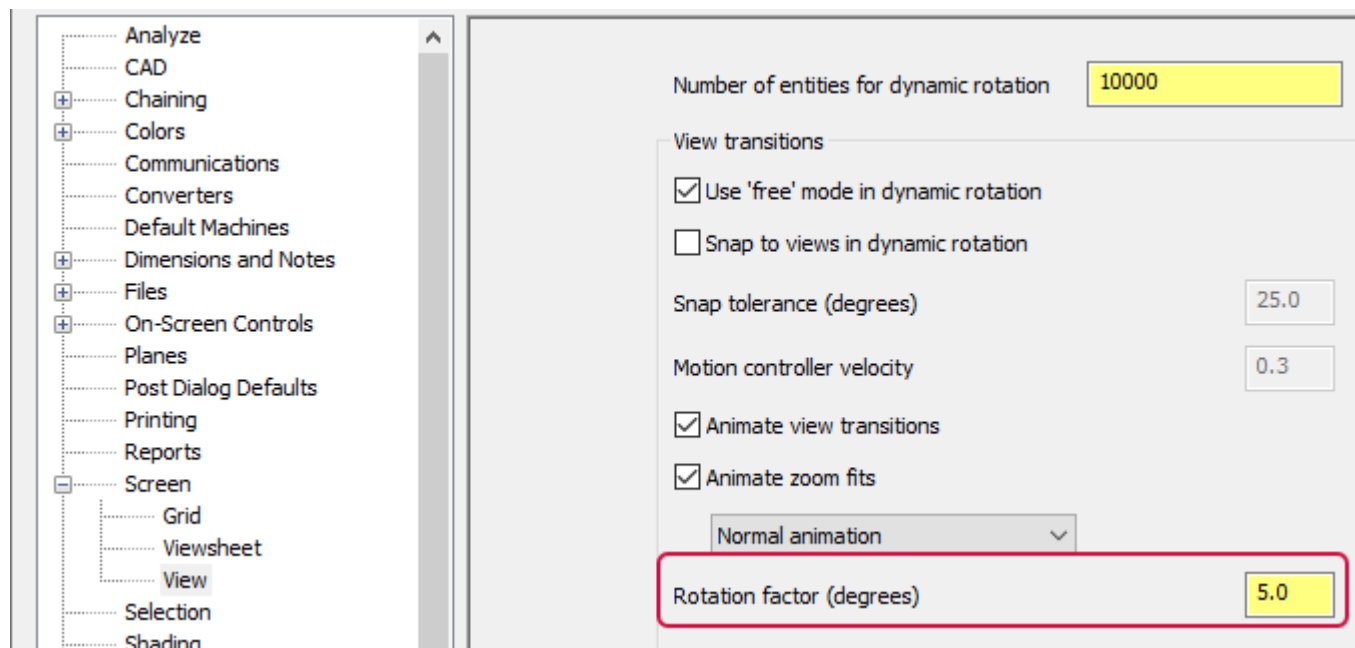 Analyze
CAD
Chaining
Colors
Communications
Converters
Default Machines
Dimensions and Notes
Files
On-Screen Controls
Planes
Post Dialog Defaults
Printing
Reports
Screen
Grid
Viewsheet
View
Selection
Shading
Number of entities for dynamic rotation 10000
View transitions
Use 'free' mode in dynamic rotation
Snap to views in dynamic rotation
Snap tolerance (degrees) 25.0
Motion controller velocity 0.3
Animate view transitions
Animate zoom fits
Normal animation
Rotation factor (degrees) 5.0